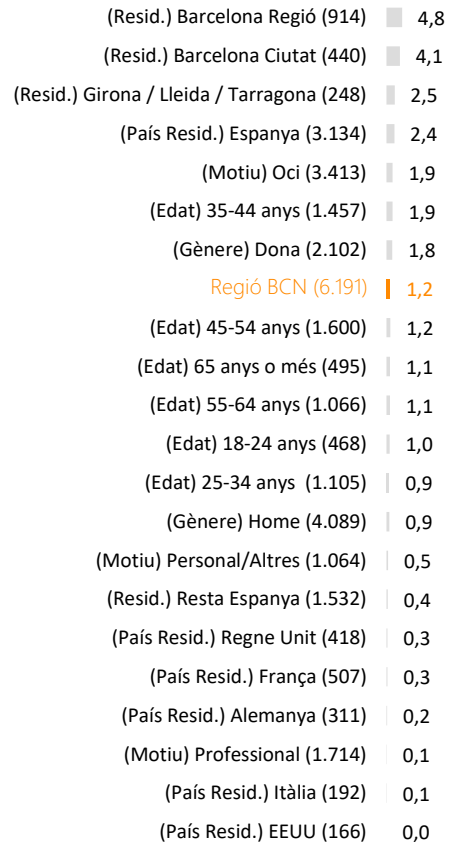 (Resid.) Barcelona Regió (914) 4,8
(Resid.) Barcelona Ciutat (440) 4,1
(Resid.) Girona / Lleida / Tarragona (248) 2,5
(País Resid.) Espanya (3.134) 2,4
(Motiu) Oci (3.413) 1,9
(Edat) 35-44 anys (1.457) 1,9
(Gènere) Dona (2.102) 1,8
Regió BCN (6.191) 1,2
(Edat) 45-54 anys (1.600) 1,2
(Edat) 65 anys o més (495) 1,1
(Edat) 55-64 anys (1.066) 1,1
(Edat) 18-24 anys (468) 1,0
(Edat) 25-34 anys (1.105) 0,9
(Gènere) Home (4.089) 0,9
(Motiu) Personal/Altres (1.064) 0,5
(Resid.) Resta Espanya (1.532) 0,4
(País Resid.) Regne Unit (418) 0,3
(País Resid.) França (507) 0,3
(País Resid.) Alemanya (311) 0,2
(Motiu) Professional (1.714) 0,1
(País Resid.) Itàlia (192) 0,1
(País Resid.) EEUU (166) 0,0